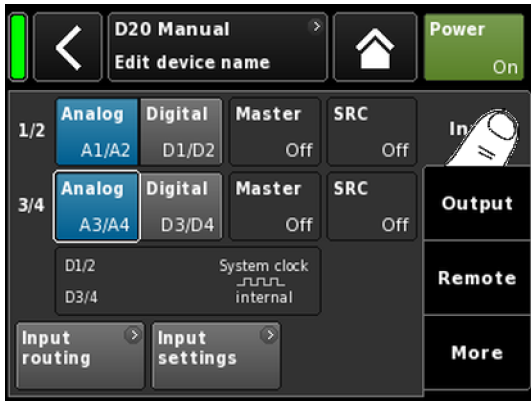 D20 Manual
Edit device name
Power
On
1/2
Analog
A1/A2
Digital
D1/D2
Master
Off
SRC
Off
In
3/4
Analog
A3/A4
Digital
D3/D4
Master
Off
SRC
Off
Output
D1/2
System clock
D3/4
internal
Remote
Input
routing
Input
settings
More